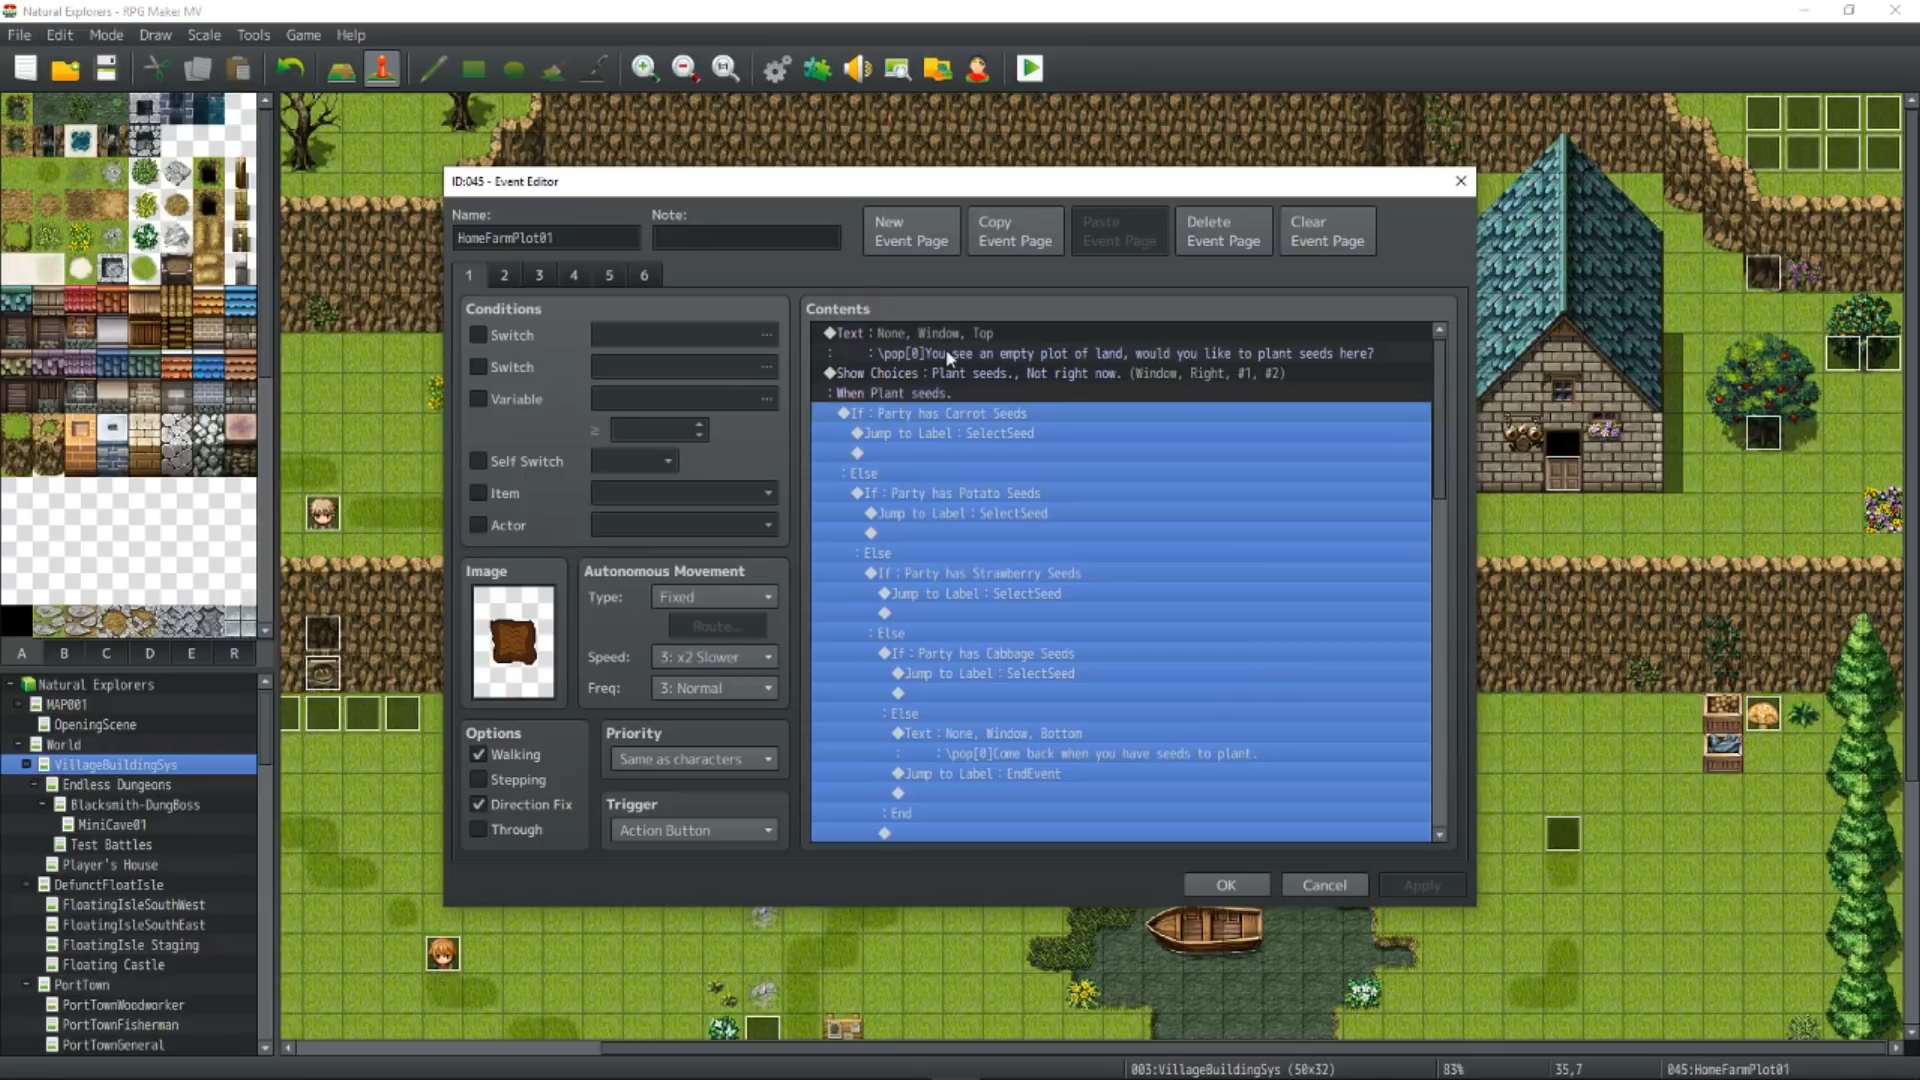 Natural Explorers - RPG Maker MV
File Edit Mode Draw Scale Tools Game Help
ID:045 - Event Editor
Name:
Note:
HomeFarmPlot01
New Event Page
Copy Event Page
Paste Event Page
Delete Event Page
Clear Event Page
1 2 3 4 5 6
Conditions
Switch ...
Switch ...
Variable ...
≥
Self Switch
Item
Actor
Image
Autonomous Movement
Type: Fixed
Route...
Speed: 3: x2 Slower
Freq: 3: Normal
Options
Walking
Stepping
Direction Fix
Through
Priority
Same as characters
Trigger
Action Button
Contents
◆Text : None, Window, Top
: : \pop[0]You see an empty plot of land, would you like to plant seeds here?
◆Show Choices : Plant seeds., Not right now. (Window, Right, #1, #2)
: When Plant seeds.
◆If : Party has Carrot Seeds
◆Jump to Label : SelectSeed
◆
: Else
◆If : Party has Potato Seeds
◆Jump to Label : SelectSeed
◆
: Else
◆If : Party has Strawberry Seeds
◆Jump to Label : SelectSeed
◆
: Else
◆If : Party has Cabbage Seeds
◆Jump to Label : SelectSeed
◆
: Else
◆Text : None, Window, Bottom
: : \pop[0]Come back when you have seeds to plant.
◆Jump to Label : EndEvent
◆
: End
◆
OK Cancel Apply
A B C D E R
Natural Explorers
MAP001
OpeningScene
World
VillageBuildingSys
Endless Dungeons
Blacksmith-DungBoss
MiniCave01
Test Battles
Player's House
DefunctFloatIsle
FloatingIsleSouthWest
FloatingIsleSouthEast
FloatingIsle Staging
Floating Castle
PortTown
PortTownWoodworker
PortTownFisherman
PortTownGeneral
003:VillageBuildingSys (50x32) 83% 35,7 045:HomeFarmPlot01